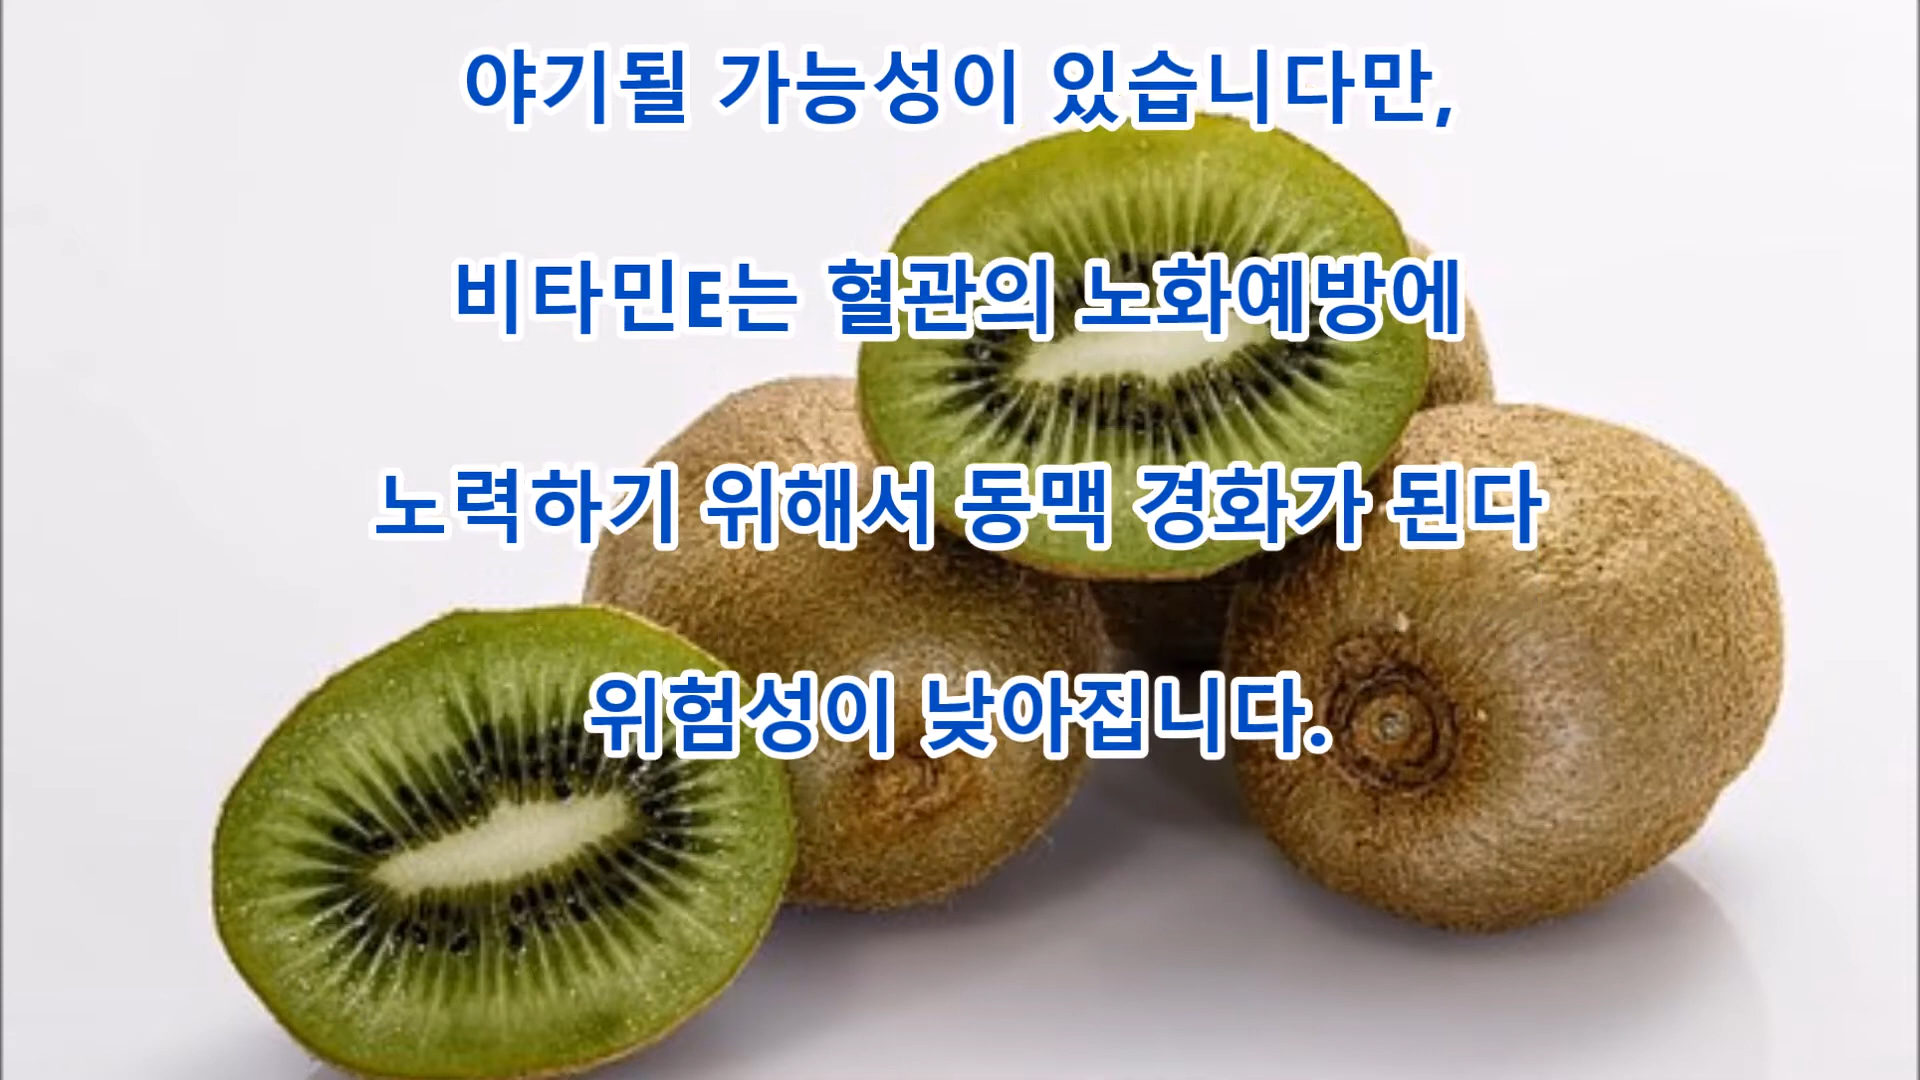 야기될 가능성이 있습니다만,
비타민E는 혈관의 노화예방에
노력하기 위해서 동맥 경화가 된다
위험성이 낮아집니다.